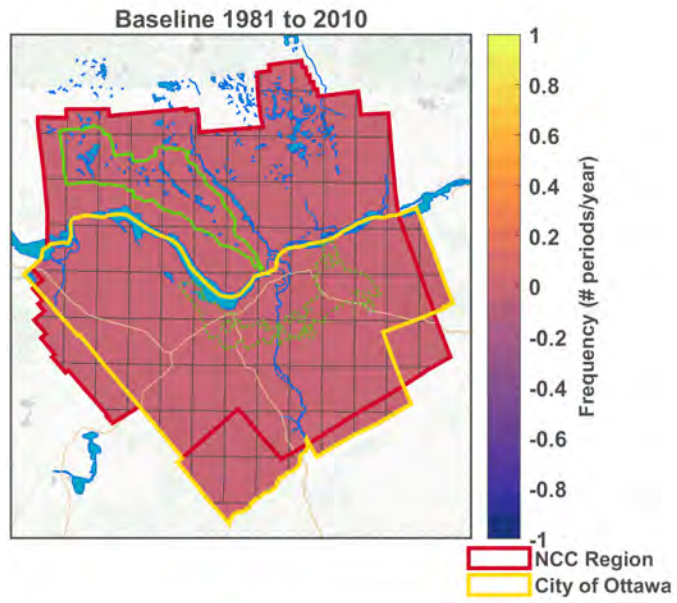 Baseline 1981 to 2010
1
0.8
0.6
0.4
0.2
0
-0.2
-0.4
-0.6
-0.8
-1
Frequency (# periods/year)
NCC Region
City of Ottawa